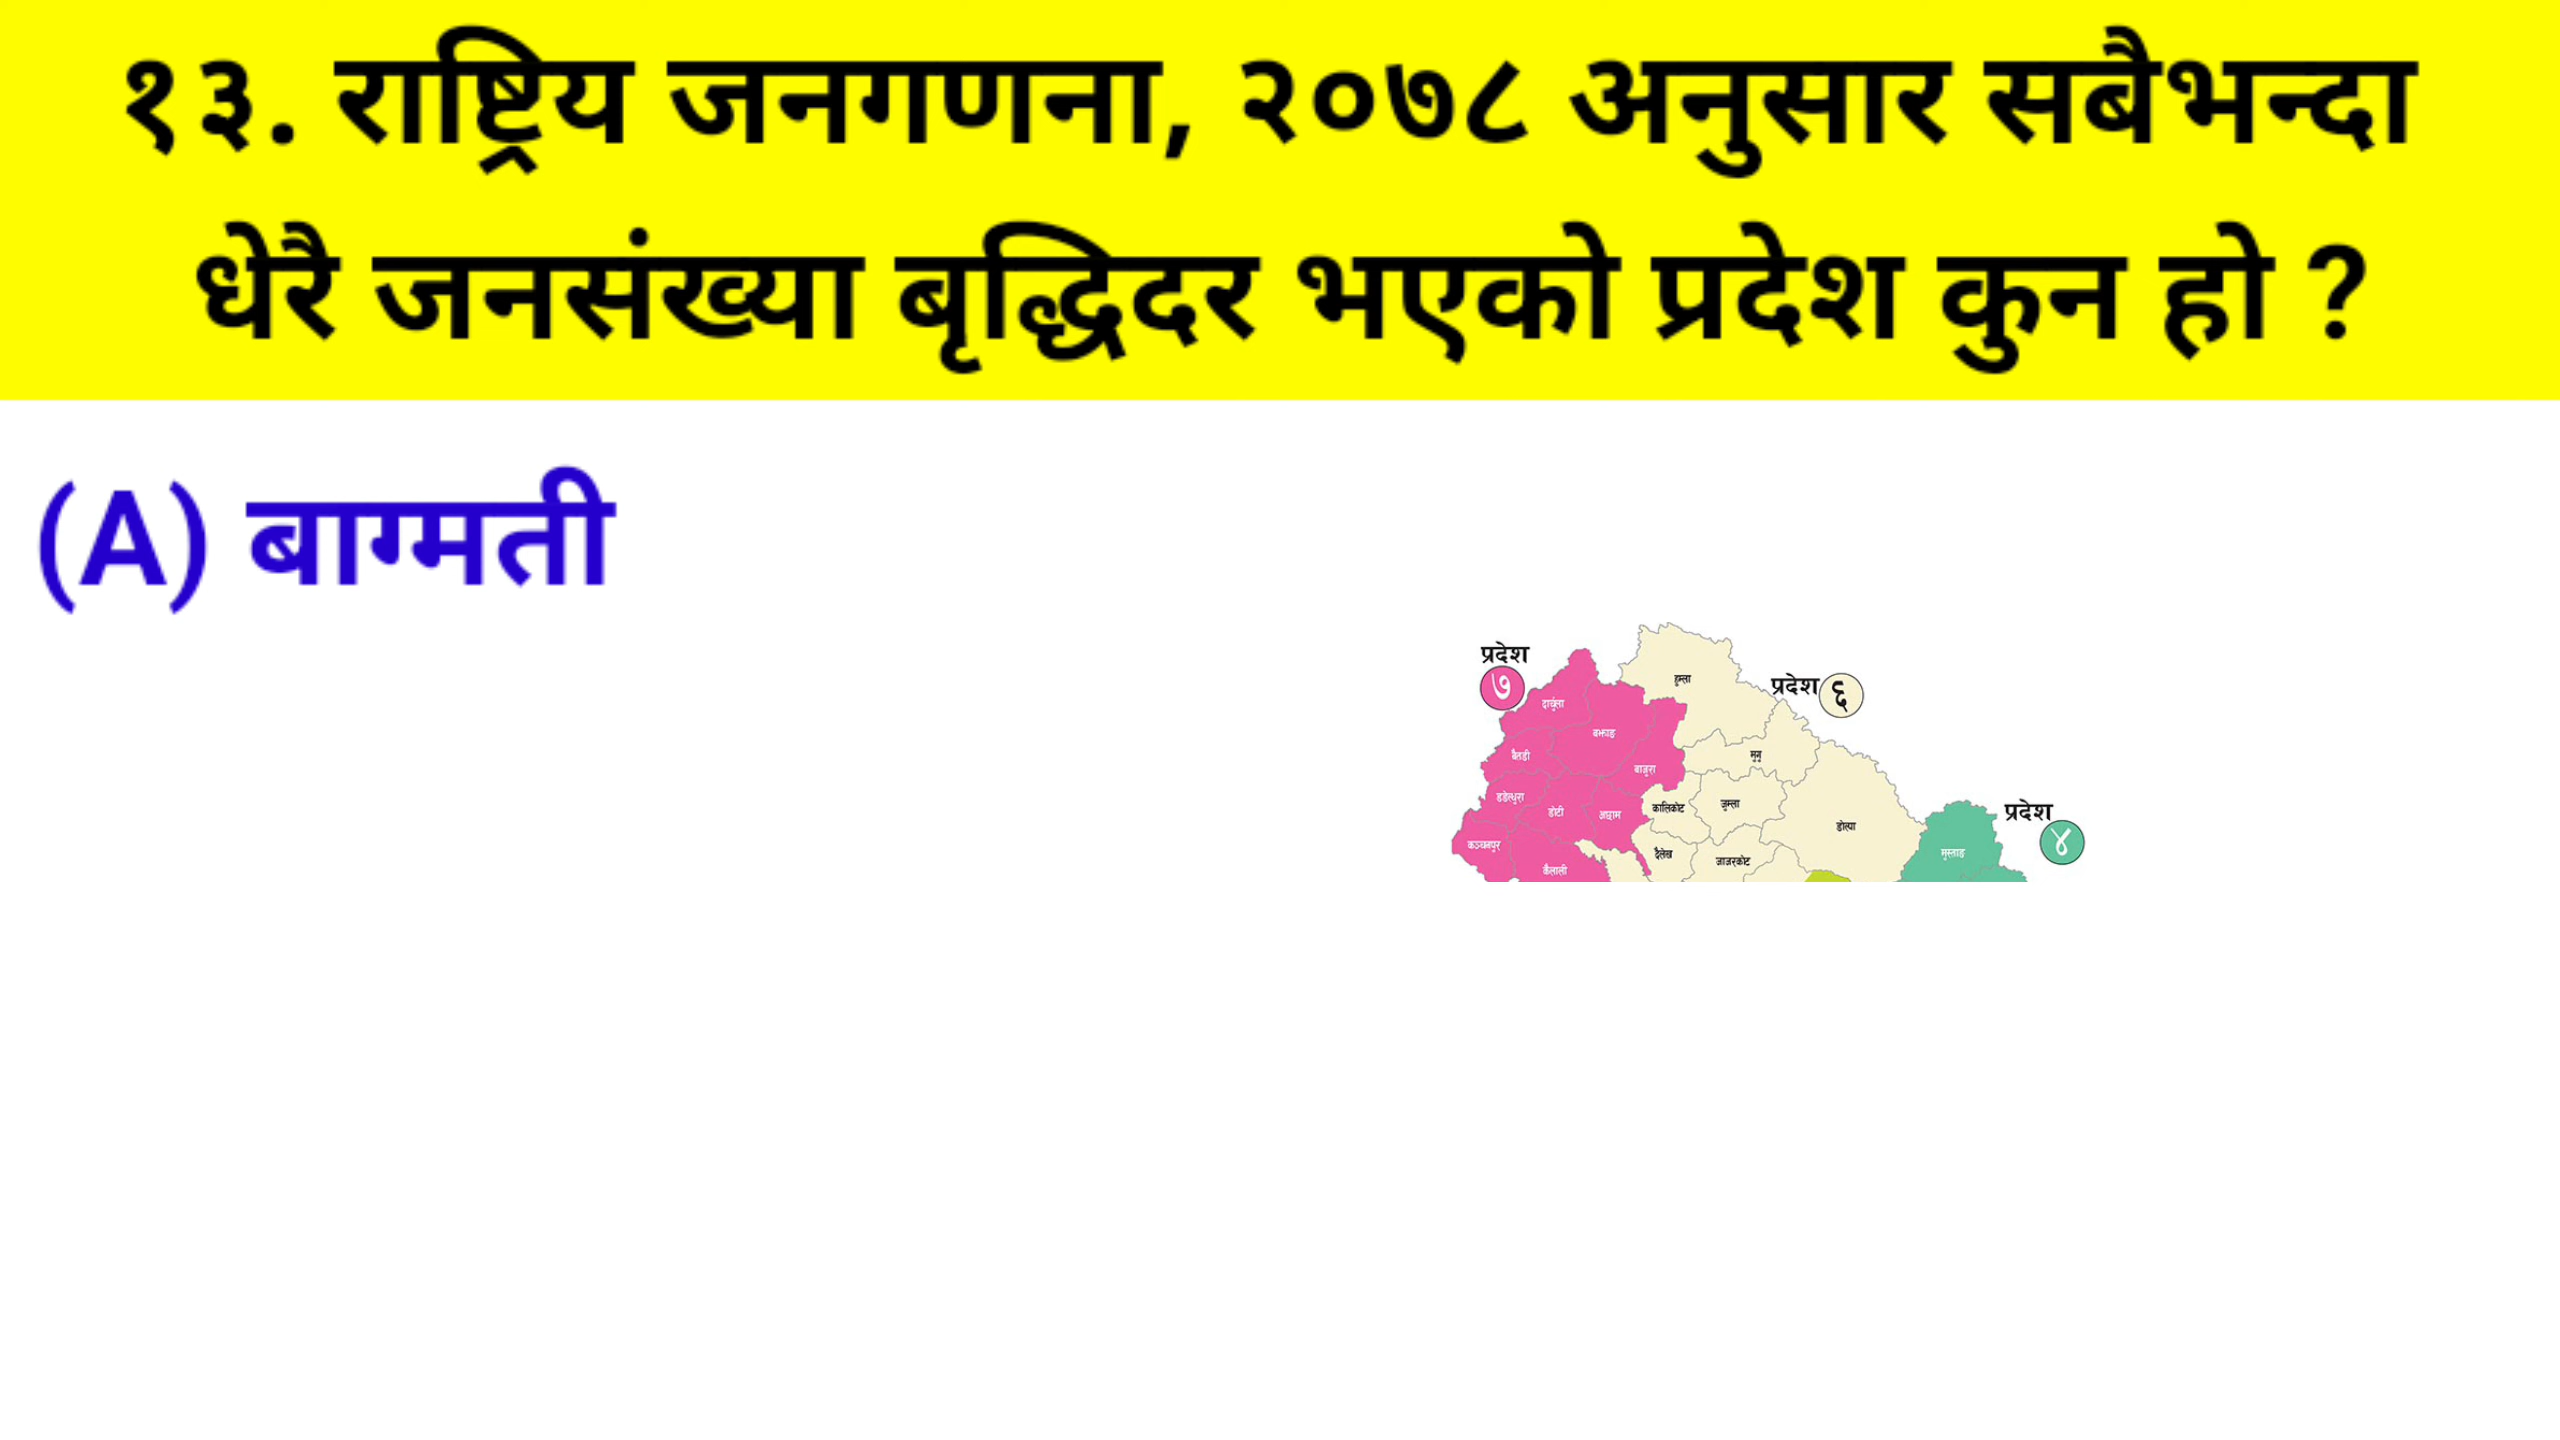 १३. राष्ट्रिय जनगणना, २०७८ अनुसार सबैभन्दा
धेरै जनसंख्या बृद्धिदर भएको प्रदेश कुन हो ?
(A) बाग्मती
प्रदेश
७
हुम्ला
प्रदेश ६
दार्चुला
बझाङ
बैतडी
मुगु
बाजुरा
डडेल्धुरा
डोटी
अछाम
कालिकोट
जुम्ला
डोल्पा
प्रदेश
४
कञ्चनपुर
कैलाली
दैलेख
जाजरकोट
मुस्ताङ